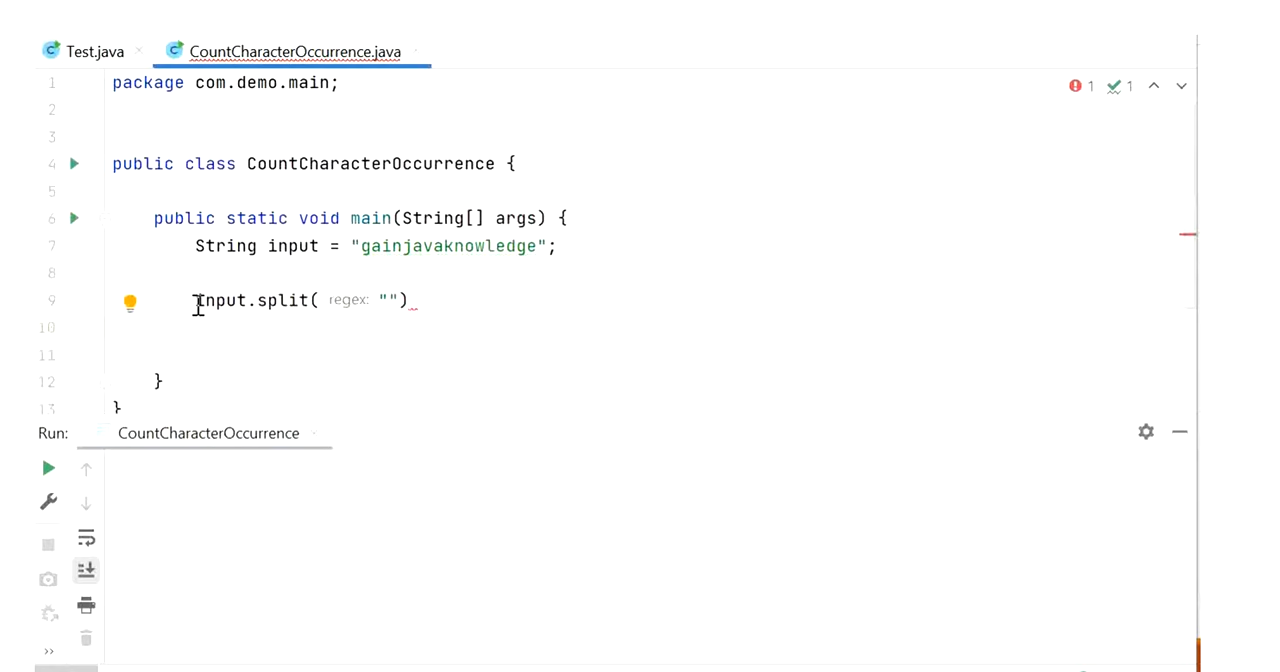 Test.java CountCharacterOccurrence.java
1 package com.demo.main; 1 1
2
3
4 public class CountCharacterOccurrence {
5
6 public static void main(String[] args) {
7 String input = "gainjavaknowledge";
8
9 input.split( regex: "")
10
11
12 }
13 }
Run: CountCharacterOccurrence